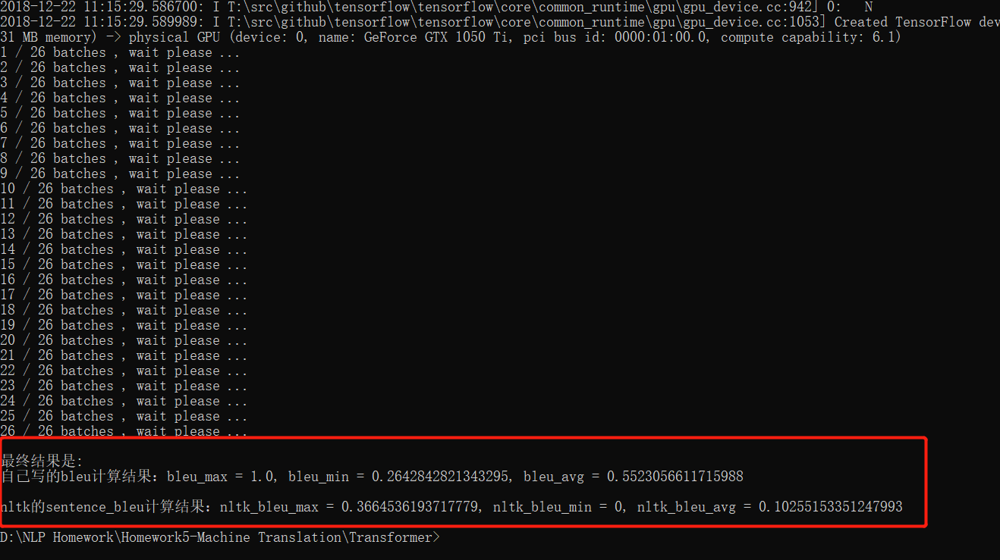 2018-12-22 11:15:29.586700: I T:\src\github\tensorflow\tensorflow\core\common_runtime\gpu\gpu_device.cc:942] 0:   N
2018-12-22 11:15:29.589989: I T:\src\github\tensorflow\tensorflow\core\common_runtime\gpu\gpu_device.cc:1053] Created TensorFlow dev
31 MB memory) -> physical GPU (device: 0, name: GeForce GTX 1050 Ti, pci bus id: 0000:01:00.0, compute capability: 6.1)
1 / 26 batches , wait please ...
2 / 26 batches , wait please ...
3 / 26 batches , wait please ...
4 / 26 batches , wait please ...
5 / 26 batches , wait please ...
6 / 26 batches , wait please ...
7 / 26 batches , wait please ...
8 / 26 batches , wait please ...
9 / 26 batches , wait please ...
10 / 26 batches , wait please ...
11 / 26 batches , wait please ...
12 / 26 batches , wait please ...
13 / 26 batches , wait please ...
14 / 26 batches , wait please ...
15 / 26 batches , wait please ...
16 / 26 batches , wait please ...
17 / 26 batches , wait please ...
18 / 26 batches , wait please ...
19 / 26 batches , wait please ...
20 / 26 batches , wait please ...
21 / 26 batches , wait please ...
22 / 26 batches , wait please ...
23 / 26 batches , wait please ...
24 / 26 batches , wait please ...
25 / 26 batches , wait please ...
26 / 26 batches , wait please ...
最终结果是:
自己写的bleu计算结果：bleu_max = 1.0, bleu_min = 0.2642842821343295, bleu_avg = 0.5523056611715988
nltk的sentence_bleu计算结果：nltk_bleu_max = 0.3664536193717779, nltk_bleu_min = 0, nltk_bleu_avg = 0.10255153351247993
D:\NLP Homework\Homework5-Machine Translation\Transformer>